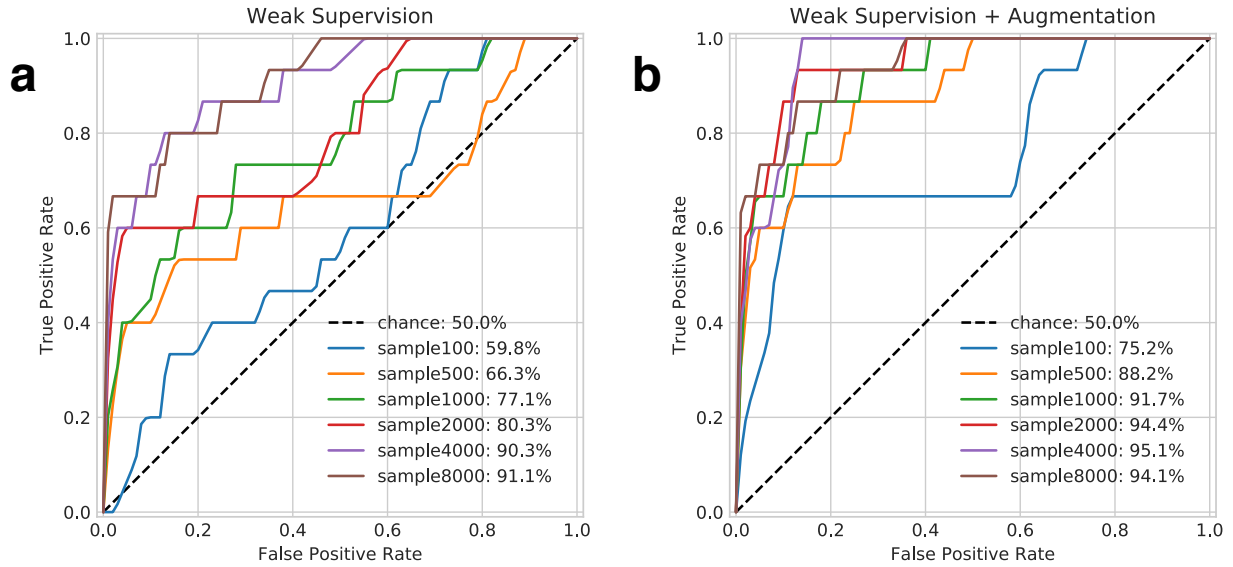 Weak Supervision
a
1.0
0.8
0.6
0.4
0.2
0.0
True Positive Rate
chance: 50.0%
sample100: 59.8%
sample500: 66.3%
sample1000: 77.1%
sample2000: 80.3%
sample4000: 90.3%
sample8000: 91.1%
0.0 0.2 0.4 0.6 0.8 1.0
False Positive Rate
Weak Supervision + Augmentation
b
1.0
0.8
0.6
0.4
0.2
0.0
True Positive Rate
chance: 50.0%
sample100: 75.2%
sample500: 88.2%
sample1000: 91.7%
sample2000: 94.4%
sample4000: 95.1%
sample8000: 94.1%
0.0 0.2 0.4 0.6 0.8 1.0
False Positive Rate